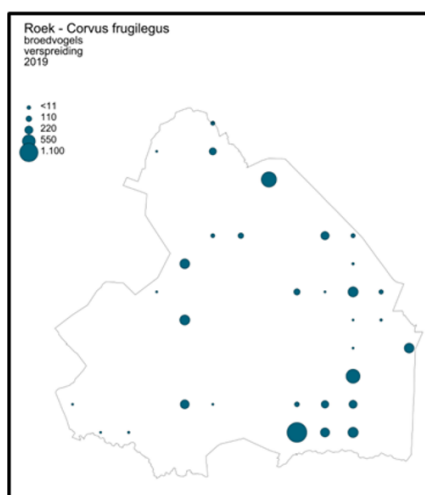 Roek - Corvus frugilegus
broedvogels
verspreiding
2019
<11
110
220
550
1.100